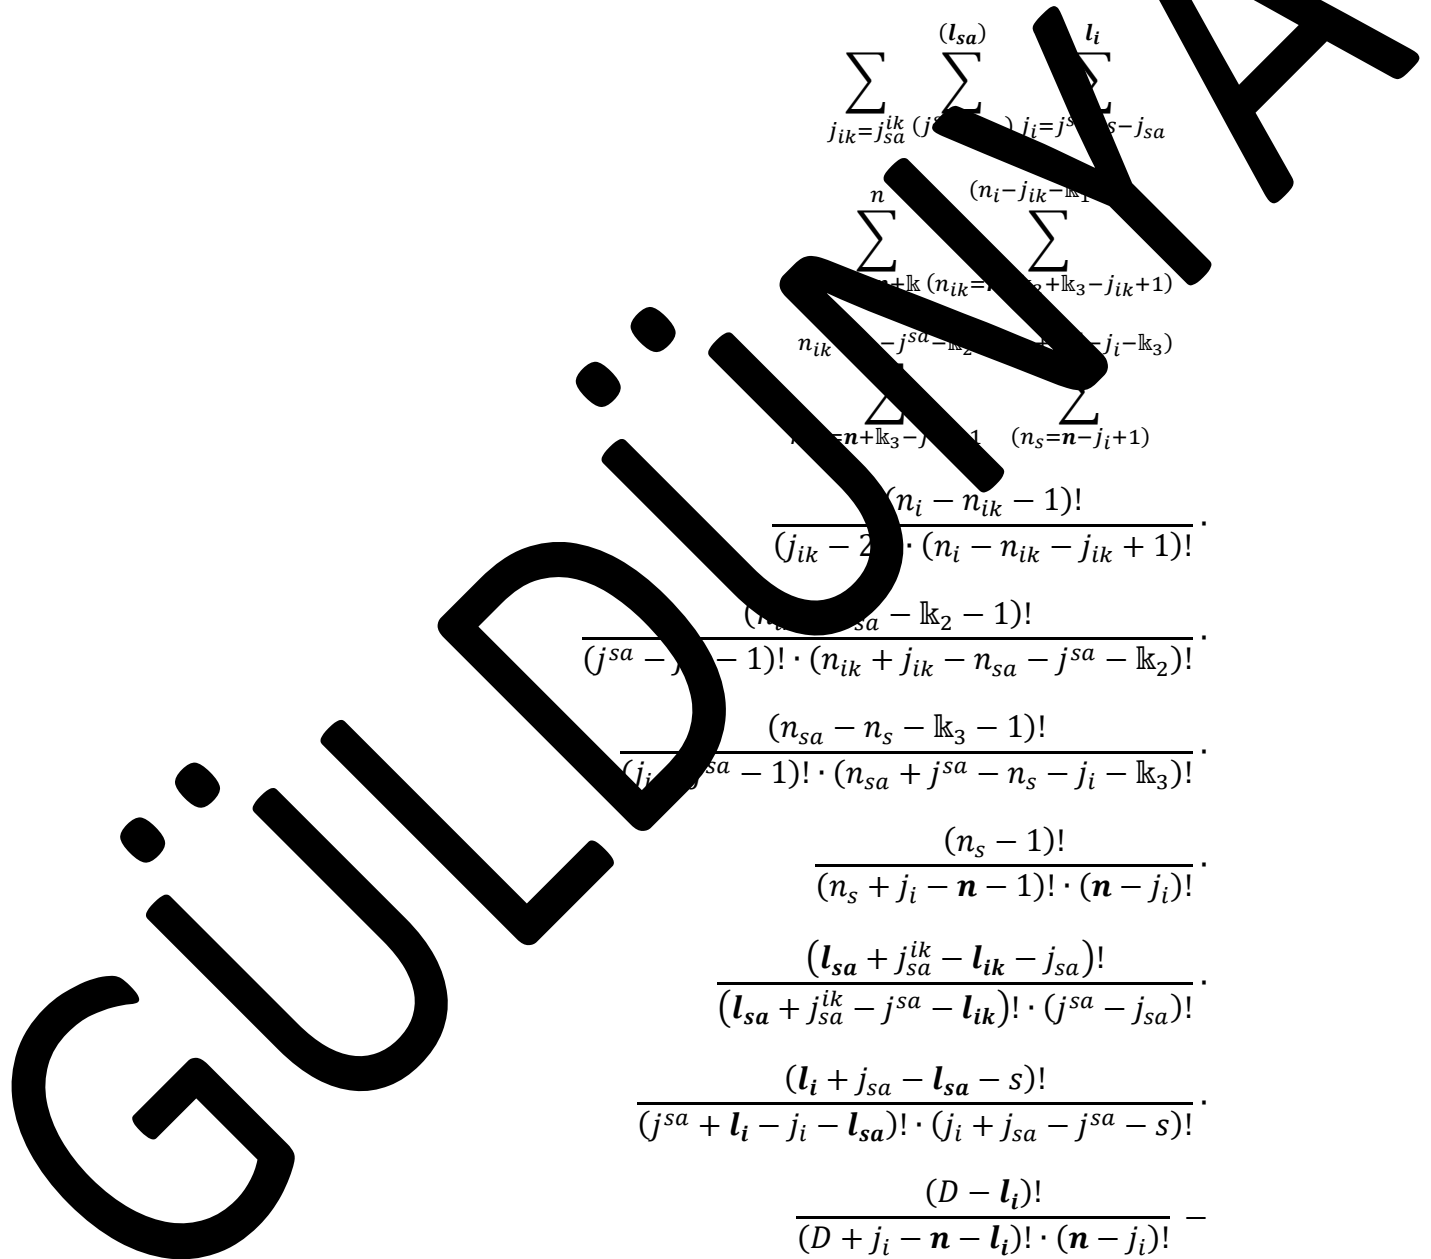 (l_sa) l_i
∑ ∑ ∑
j_ik=j_sa^ik s−j_sa
n (n_i−j_ik−𝕜
∑ ∑
+𝕜 (n_ik= +𝕜_3−j_ik+1)
n_ik −j^sa− −j_i−𝕜_3)
∑ ∑
=n+𝕜_3− (n_s=n−j_i+1)
(n_i − n_ik − 1)!
(j_ik − 2 · (n_i − n_ik − j_ik + 1)! ·
− 𝕜_2 − 1)!
(j^sa − − 1)! · (n_ik + j_ik − n_sa − j^sa − 𝕜_2)! ·
(n_sa − n_s − 𝕜_3 − 1)!
− 1)! · (n_sa + j^sa − n_s − j_i − 𝕜_3)! ·
(n_s − 1)!
(n_s + j_i − n − 1)! · (n − j_i)! ·
(l_sa + j_sa^ik − l_ik − j_sa)!
(l_sa + j_sa^ik − j^sa − l_ik)! · (j^sa − j_sa)! ·
(l_i + j_sa − l_sa − s)!
(j^sa + l_i − j_i − l_sa)! · (j_i + j_sa − j^sa − s)! ·
(D − l_i)!
(D + j_i − n − l_i)! · (n − j_i)! −
GÜLDÜNYA